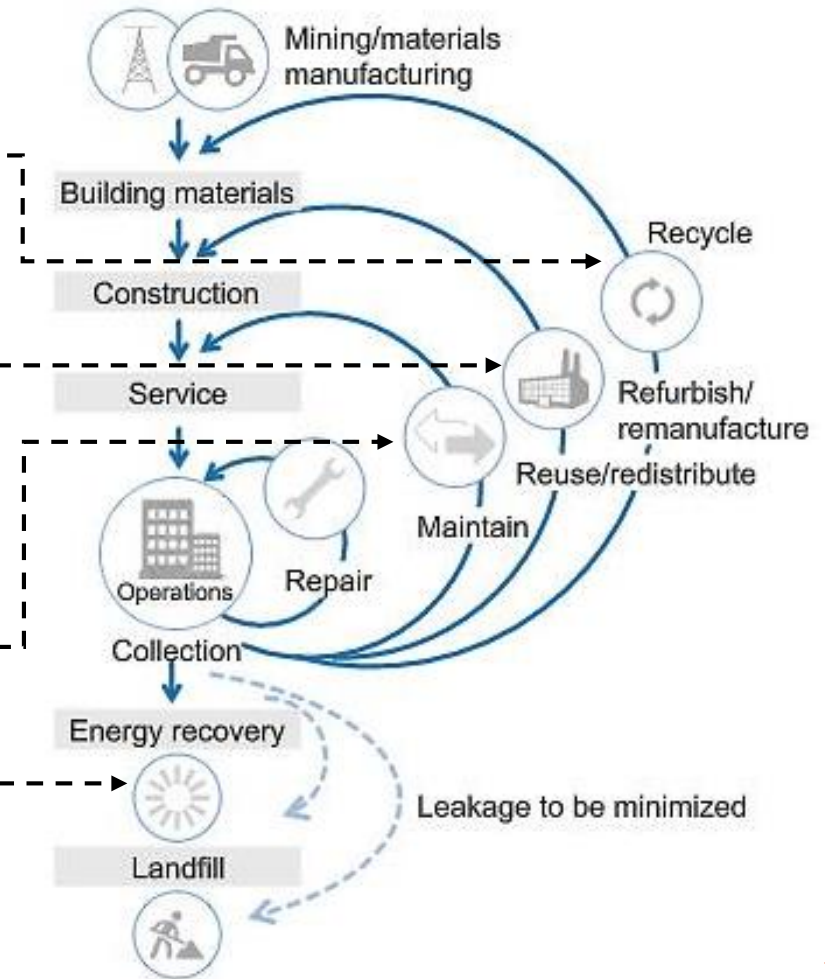 Mining/materials
manufacturing
Building materials
Recycle
Construction
Service
Refurbish/
remanufacture
Reuse/redistribute
Maintain
Repair
Operations
Collection
Energy recovery
Leakage to be minimized
Landfill